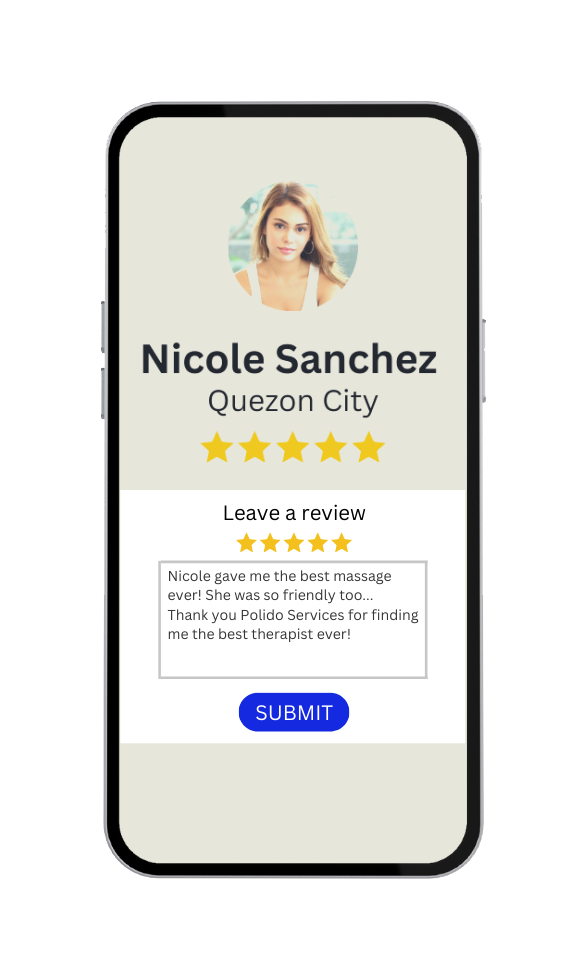 Nicole Sanchez
Quezon City
Leave a review
Nicole gave me the best massage
ever! She was so friendly too...
Thank you Polido Services for finding
me the best therapist ever!
SUBMIT